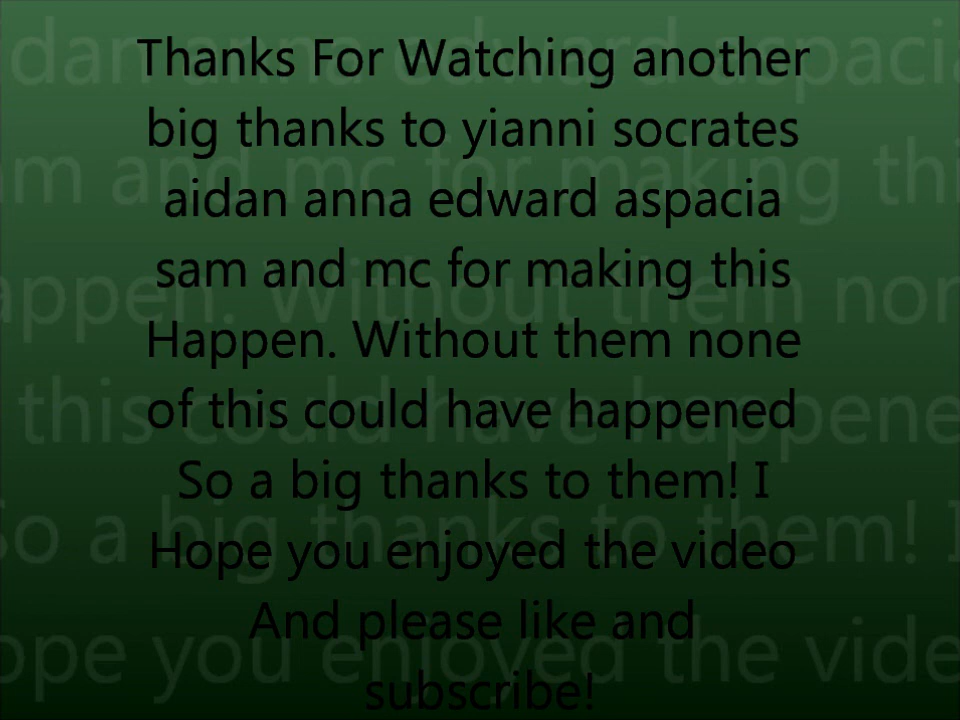 Thanks For Watching another
big thanks to yianni socrates
aidan anna edward aspacia
sam and mc for making this
Happen. Without them none
of this could have happened
So a big thanks to them! I
Hope you enjoyed the video
And please like and
subscribe!